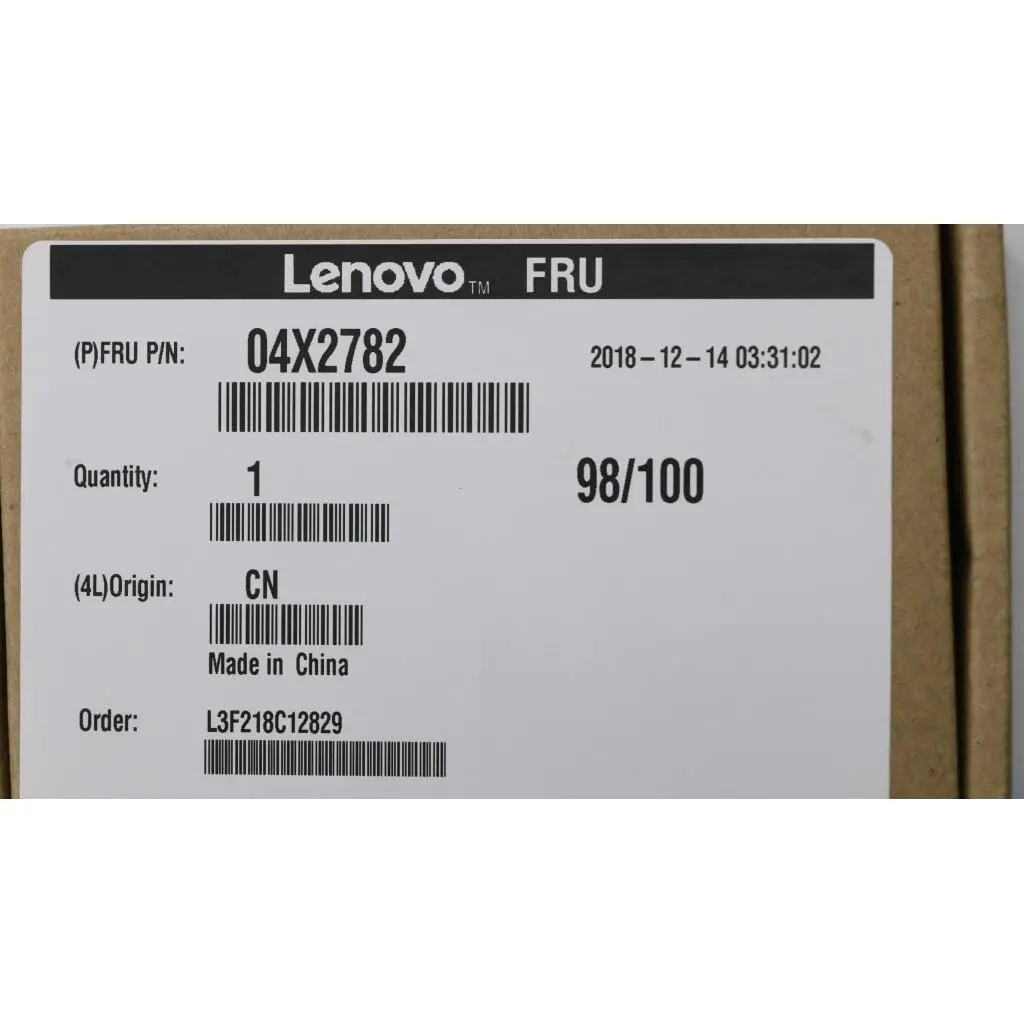 Lenovo™ FRU
(P)FRU P/N: 04X2782 2018-12-14 03:31:02
Quantity: 1 98/100
(4L)Origin: CN
Made in China
Order: L3F218C12829